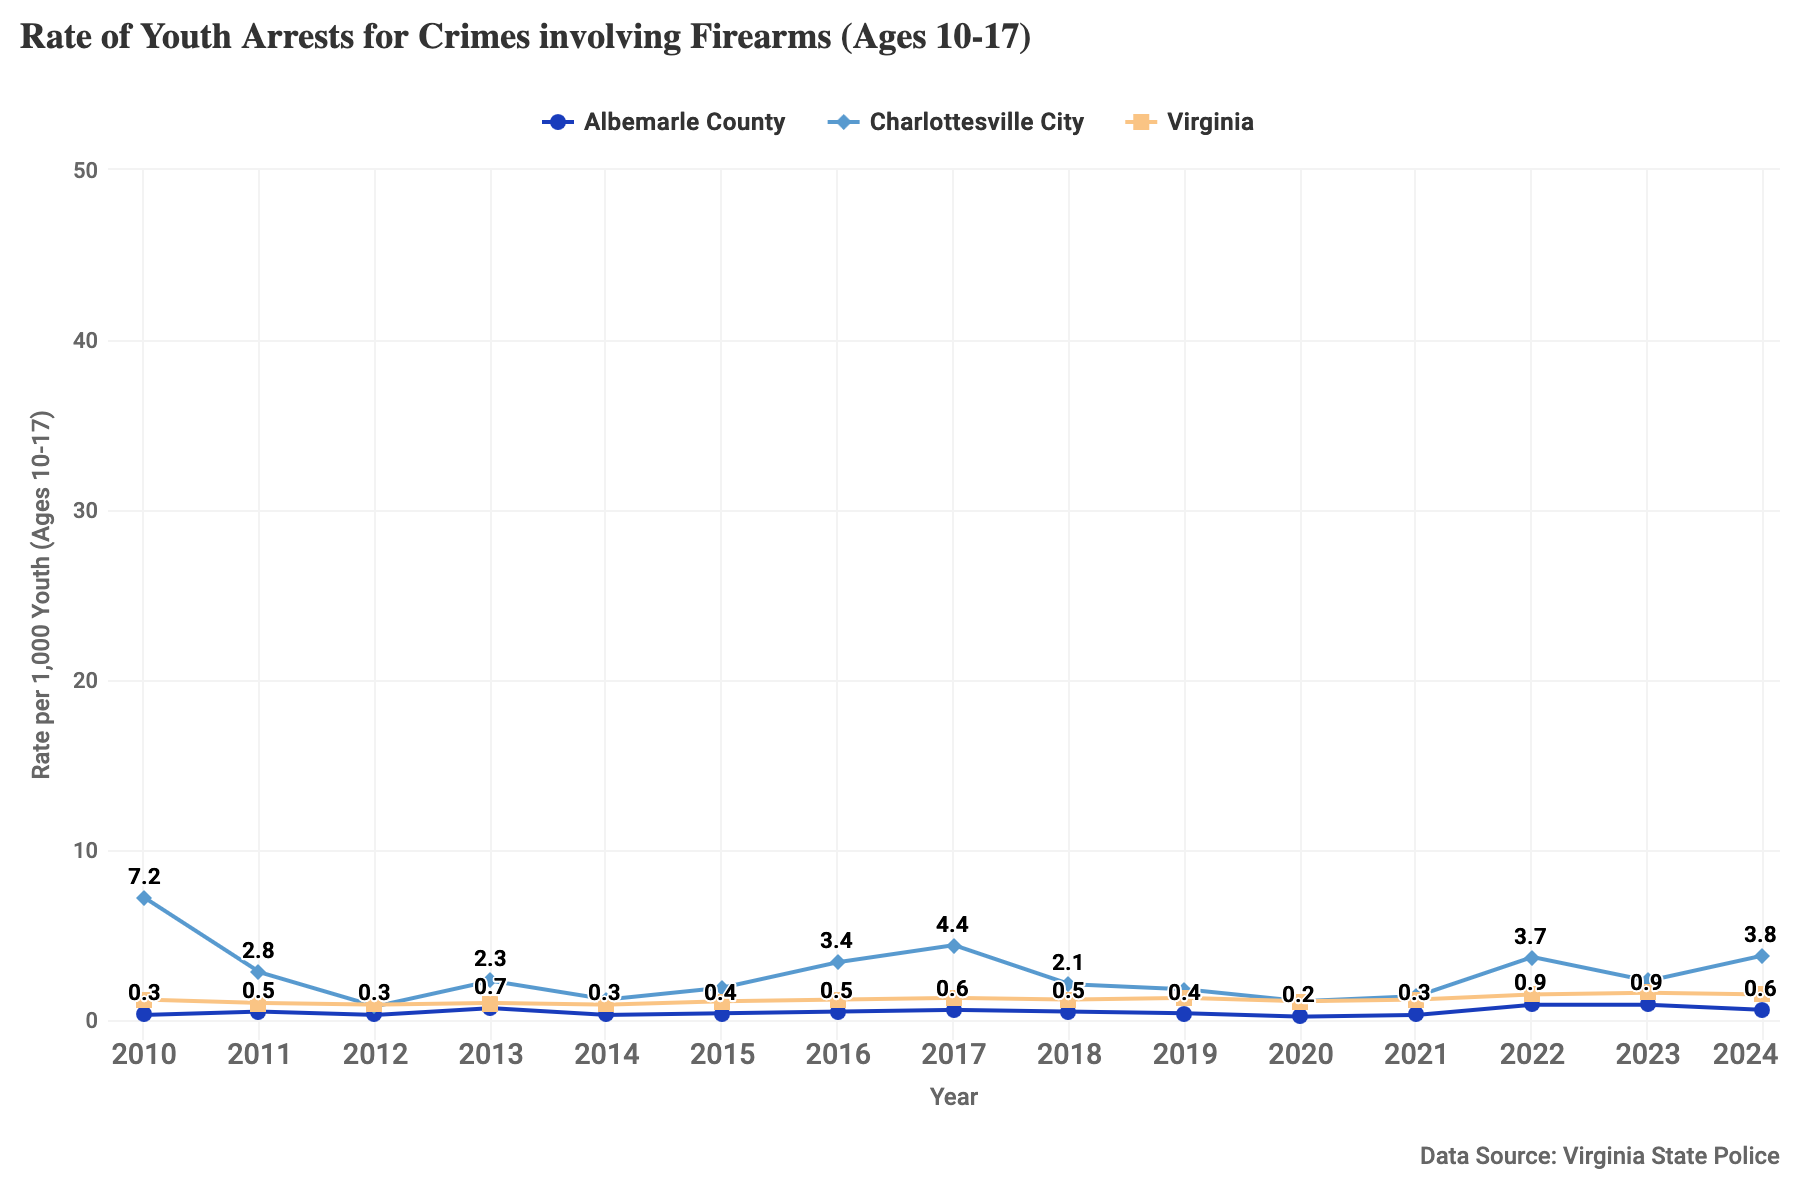 Rate of Youth Arrests for Crimes involving Firearms (Ages 10-17)
Albemarle County Charlottesville City Virginia
50
40
30
20
10
0
Rate per 1,000 Youth (Ages 10-17)
7.2 2.8 2.3 3.4 4.4 2.1 3.7 3.8
0.3 0.5 0.3 0.7 0.3 0.4 0.5 0.6 0.5 0.4 0.2 0.3 0.9 0.9 0.6
2010 2011 2012 2013 2014 2015 2016 2017 2018 2019 2020 2021 2022 2023 2024
Year
Data Source: Virginia State Police